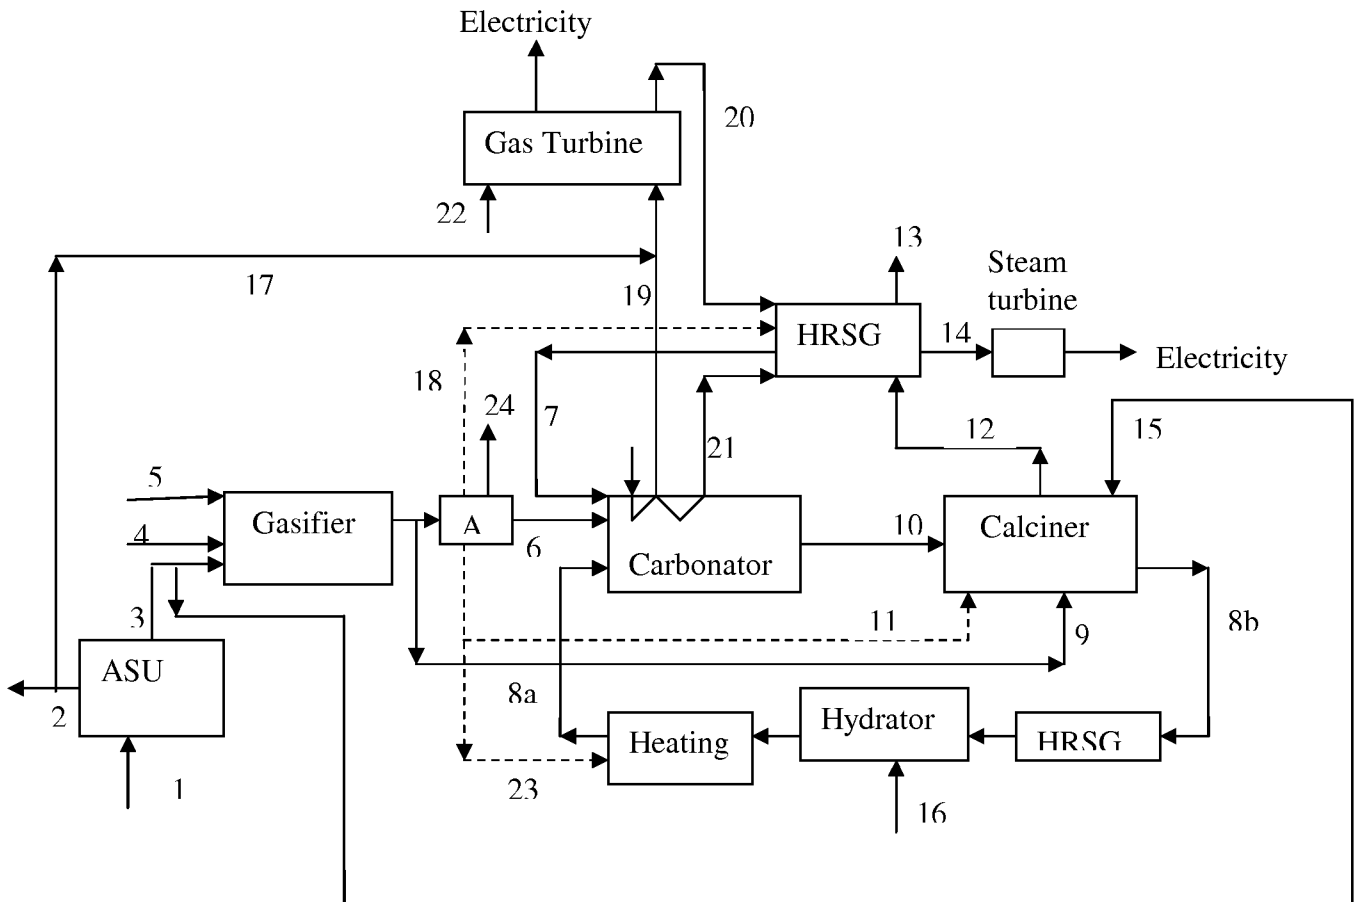 Electricity
20
Gas Turbine
22
13
Steam
turbine
17
19
HRSG
14
Electricity
18
24
7
21
12
15
5
Gasifier
A
6
4
10
Calciner
Carbonator
3
11
9
8b
ASU
2
8a
Hydrator
Heating
HRSG
1
23
16